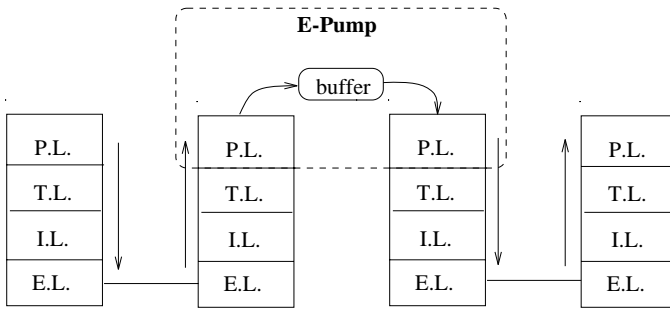 E-Pump
buffer
P.L. P.L. P.L. P.L.
T.L. T.L. T.L. T.L.
I.L. I.L. I.L. I.L.
E.L. E.L. E.L. E.L.